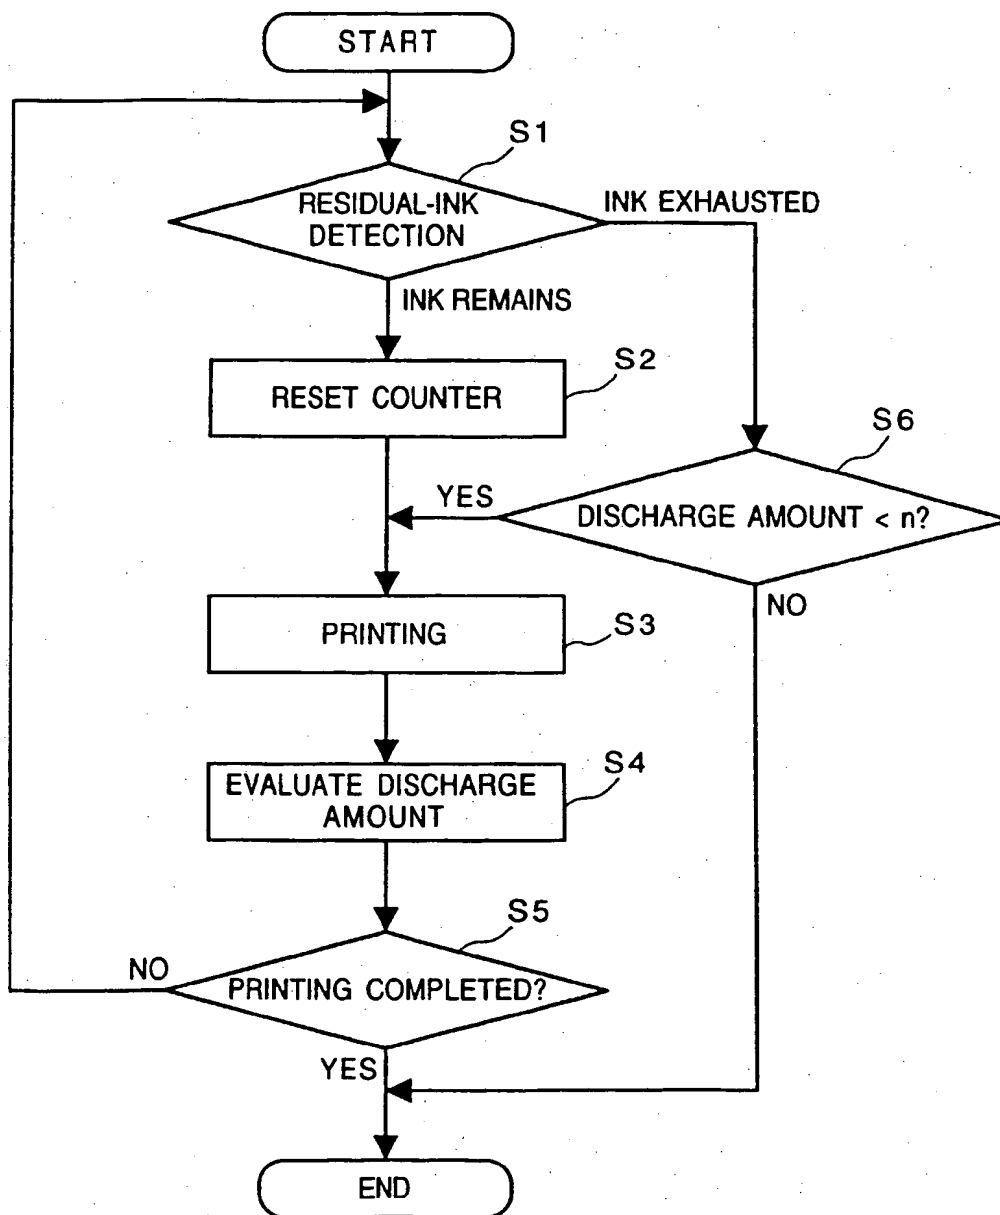 START
S1
RESIDUAL-INK
DETECTION
INK EXHAUSTED
INK REMAINS
S2
RESET COUNTER
S6
YES
DISCHARGE AMOUNT < n?
NO
PRINTING
S3
S4
EVALUATE DISCHARGE
AMOUNT
S5
NO
PRINTING COMPLETED?
YES
END